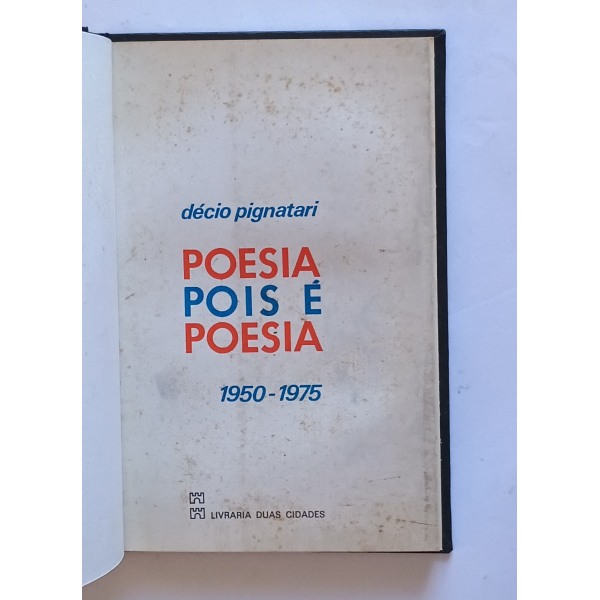 décio pignatari
POESIA
POIS É
POESIA
1950-1975
LIVRARIA DUAS CIDADES